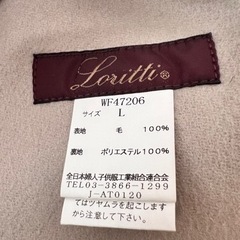 Loritti®
WF47206
サイズ L
表地 毛 100%
裏地 ポリエステル 100%
全日本婦人子供服工業組合連合会
TEL03-3866-1299
J-AT0120
てはツヤムラを起こします
から注意して下さい。